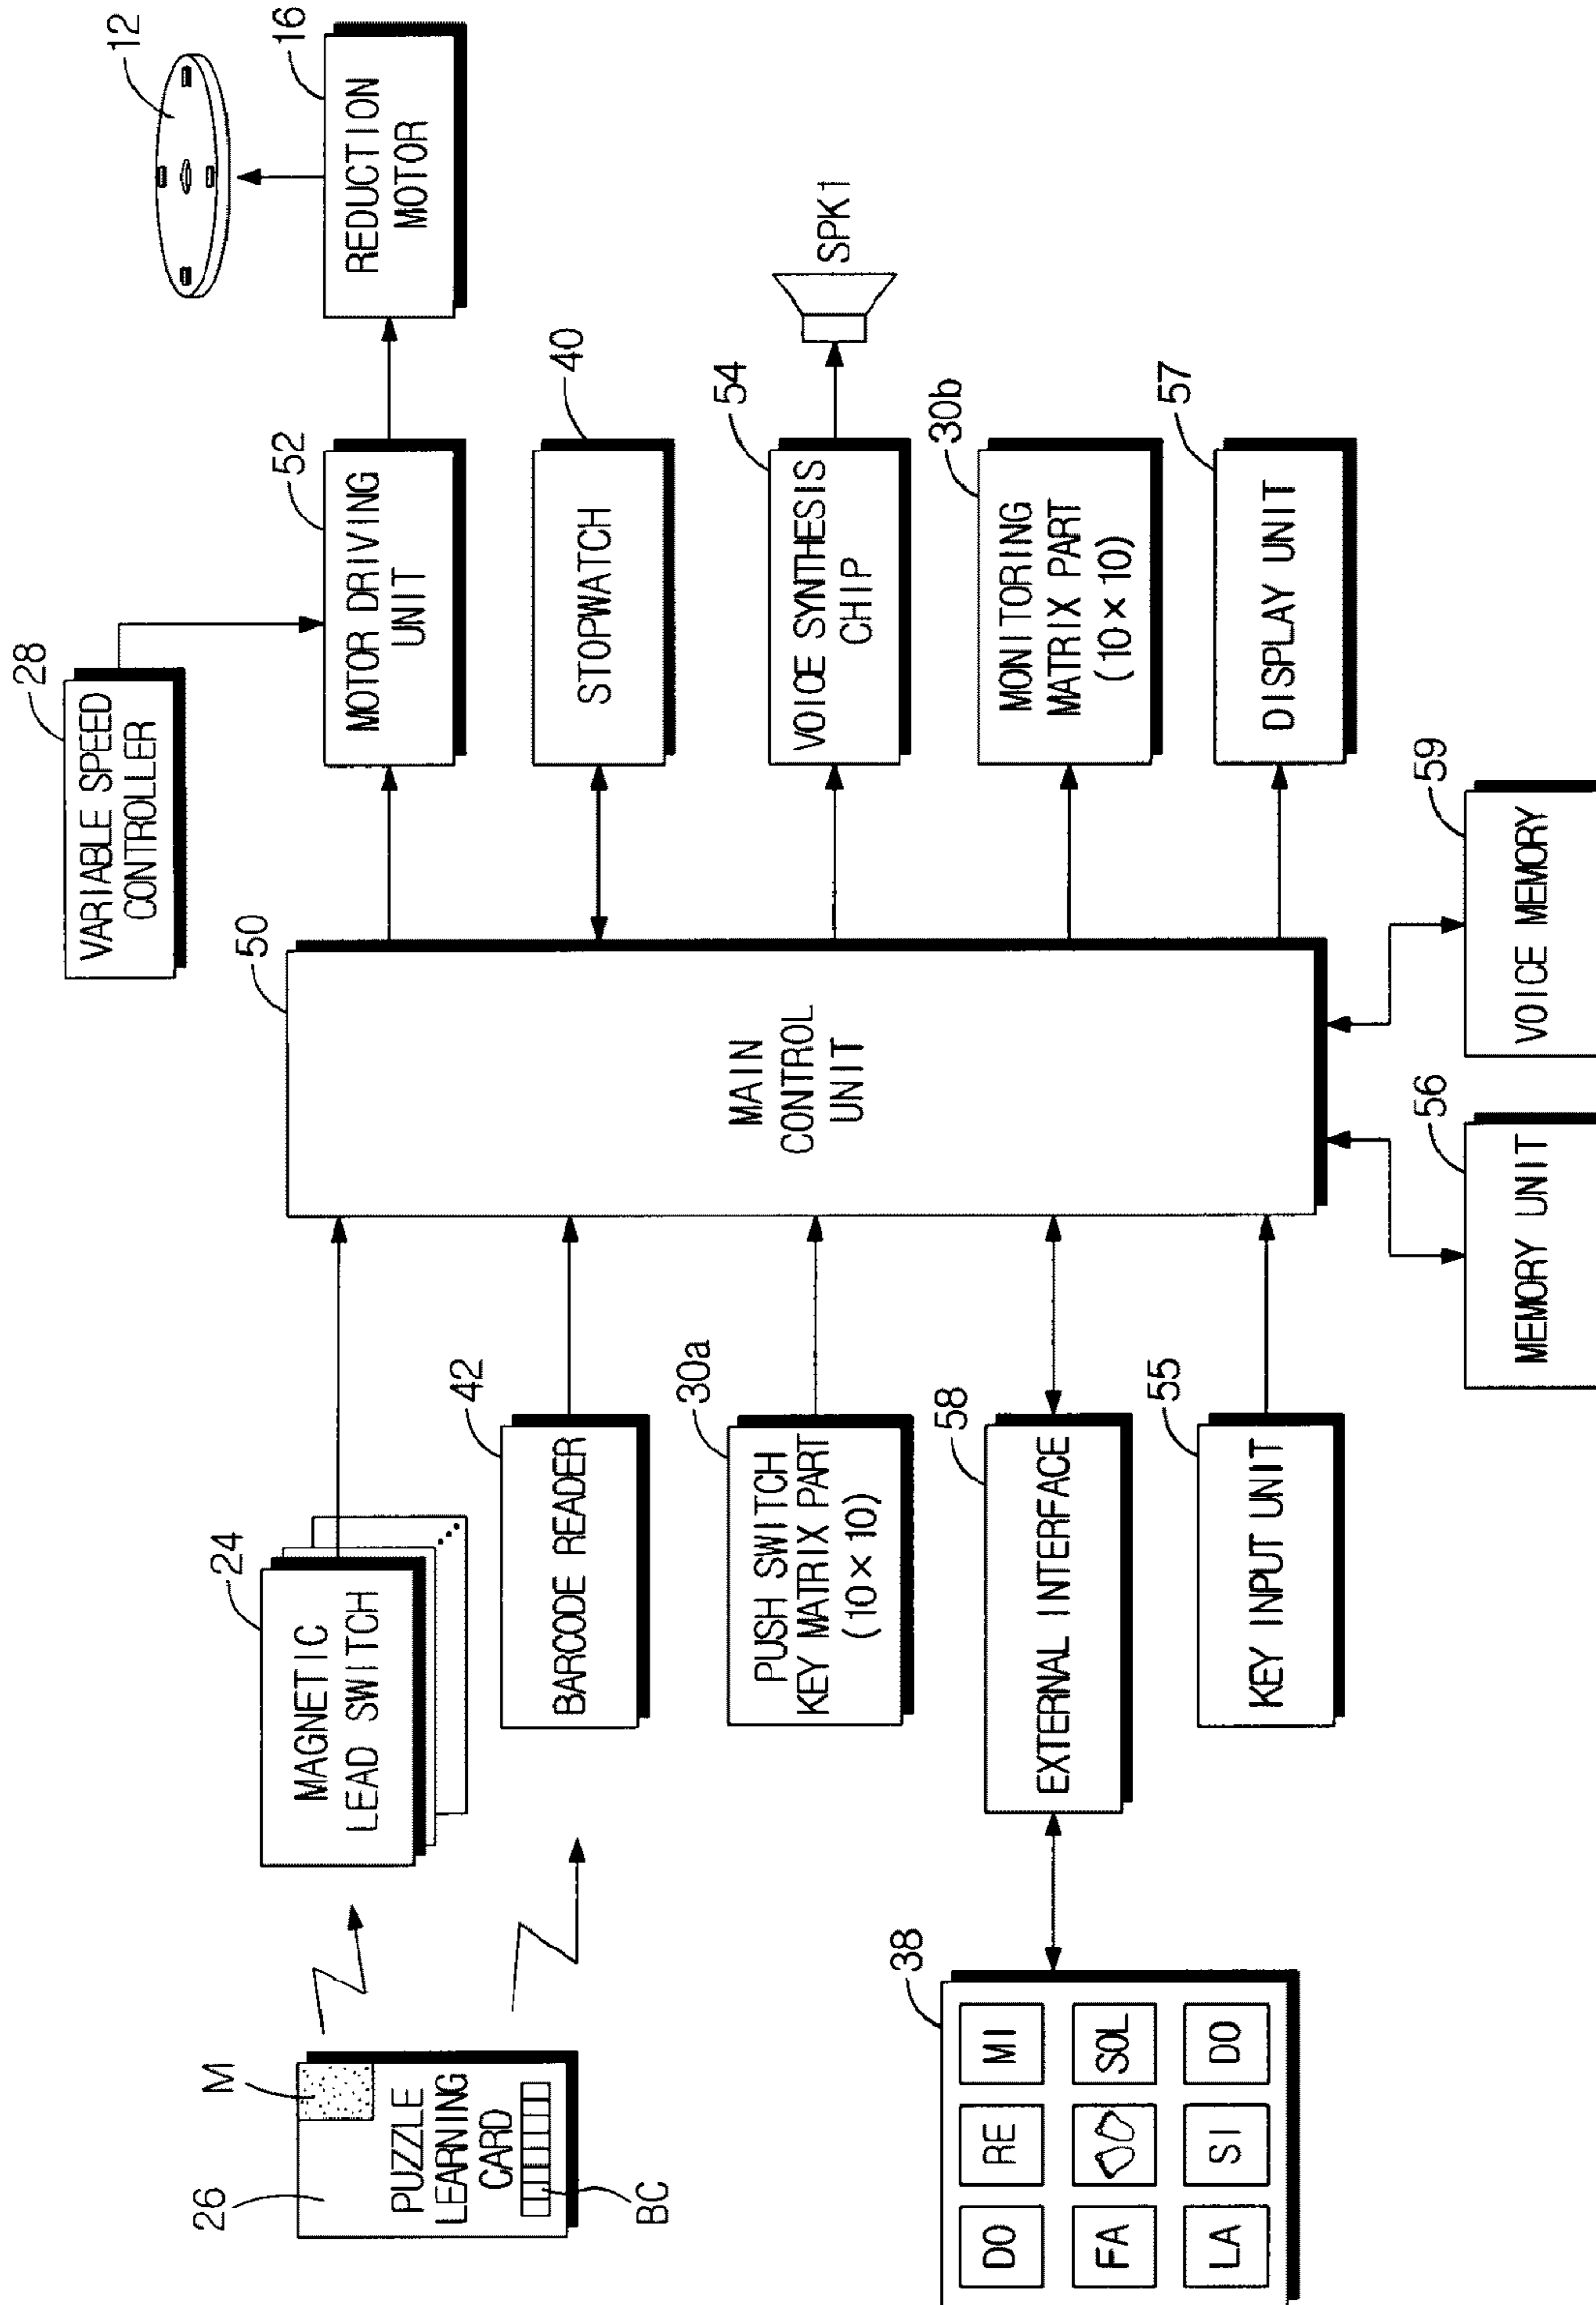 28
VARIABLE SPEED
CONTROLLER
12
50
52
16
MAIN
CONTROL
UNIT
MOTOR DRIVING
UNIT
REDUCTION
MOTOR
40
STOPWATCH
54
VOICE SYNTHESIS
CHIP
SPK1
30b
MONITORING
MATRIX PART
(10×10)
57
DISPLAY UNIT
26
M
PUZZLE
LEARNING
CARD
BC
24
MAGNETIC
LEAD SWITCH
42
BARCODE READER
30a
PUSH SWITCH
KEY MATRIX PART
(10×10)
38
DO RE MI
FA SOL
LA SI DO
58
EXTERNAL INTERFACE
55
KEY INPUT UNIT
56
MEMORY UNIT
59
VOICE MEMORY